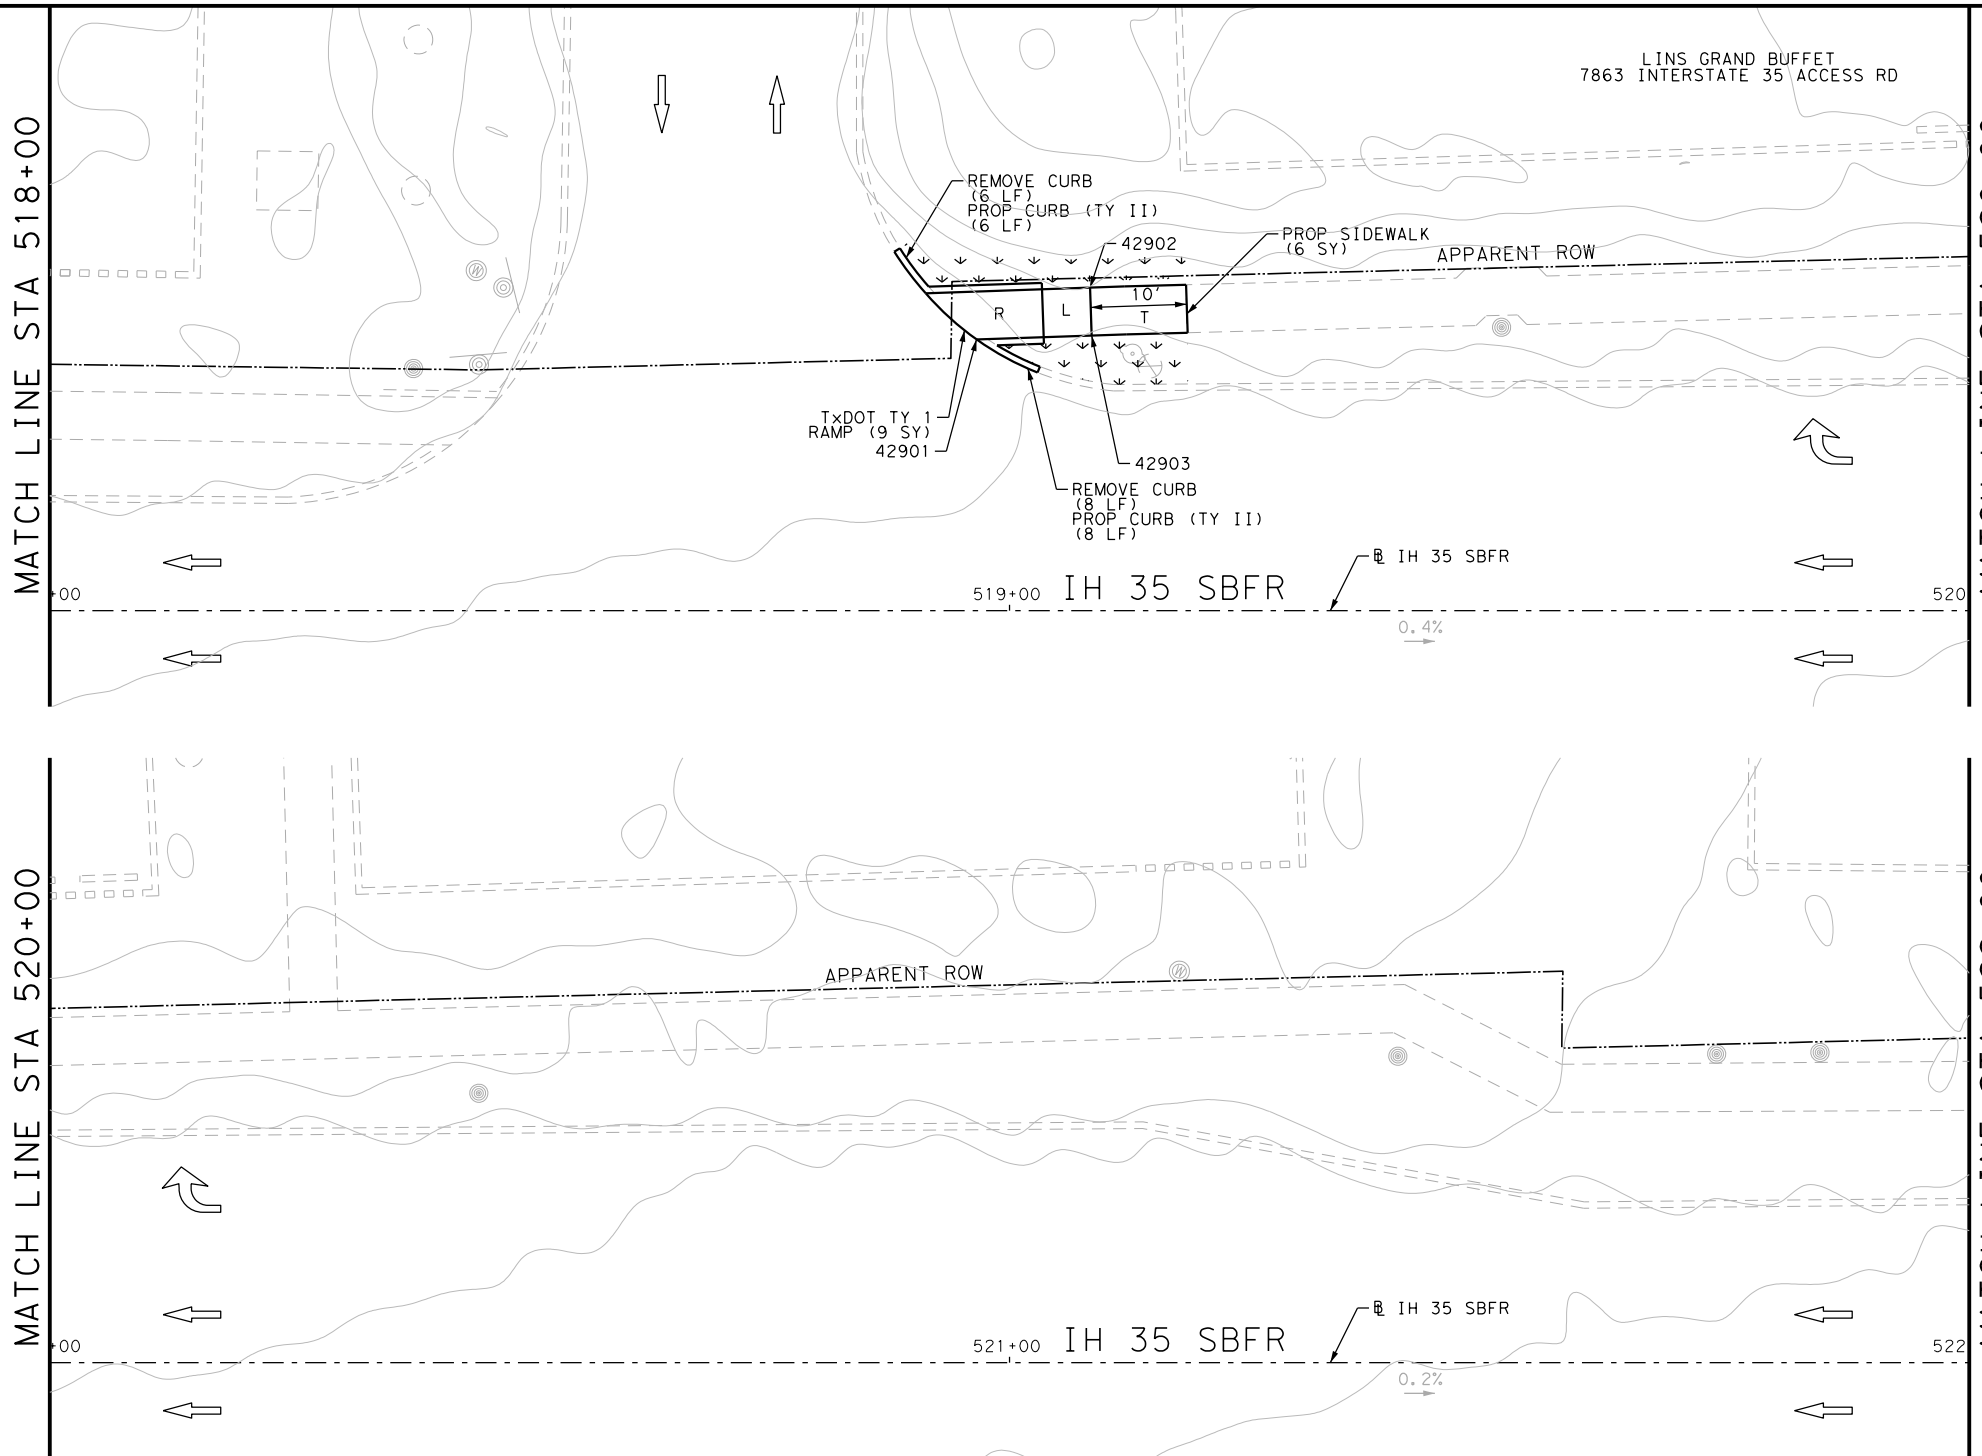 MATCH LINE STA 518+00
LINS GRAND BUFFET
7863 INTERSTATE 35 ACCESS RD
REMOVE CURB
(6 LF)
PROP CURB (TY II)
(6 LF)
42902
PROP SIDEWALK
(6 SY)
APPARENT ROW
R
L
10'
T
TxDOT TY 1
RAMP (9 SY)
42901
42903
REMOVE CURB
(8 LF)
PROP CURB (TY II)
(8 LF)
BL IH 35 SBFR
+00
519+00
IH 35 SBFR
520
0.4%
MATCH LINE STA 520+00
W
W
APPARENT ROW
BL IH 35 SBFR
+00
521+00
IH 35 SBFR
522
0.2%